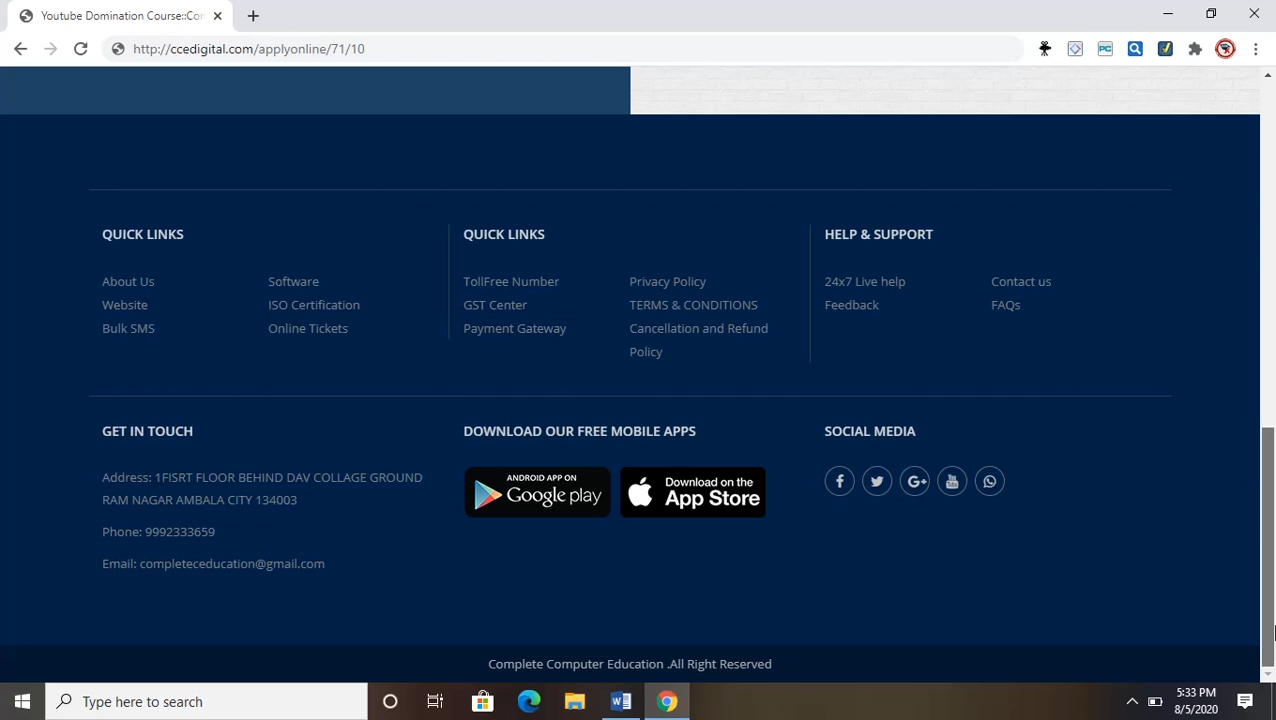 Youtube Domination Course::Con
http://ccedigital.com/applyonline/71/10
PC
QUICK LINKS
About Us
Software
Website
ISO Certification
Bulk SMS
Online Tickets
QUICK LINKS
TollFree Number
Privacy Policy
GST Center
TERMS & CONDITIONS
Payment Gateway
Cancellation and Refund
Policy
HELP & SUPPORT
24x7 Live help
Contact us
Feedback
FAQs
GET IN TOUCH
Address: 1FISRT FLOOR BEHIND DAV COLLAGE GROUND
RAM NAGAR AMBALA CITY 134003
Phone: 9992333659
Email: completeceducation@gmail.com
DOWNLOAD OUR FREE MOBILE APPS
ANDROID APP ON
Google play
Download on the
App Store
SOCIAL MEDIA
Complete Computer Education .All Right Reserved
Type here to search
5:33 PM
8/5/2020